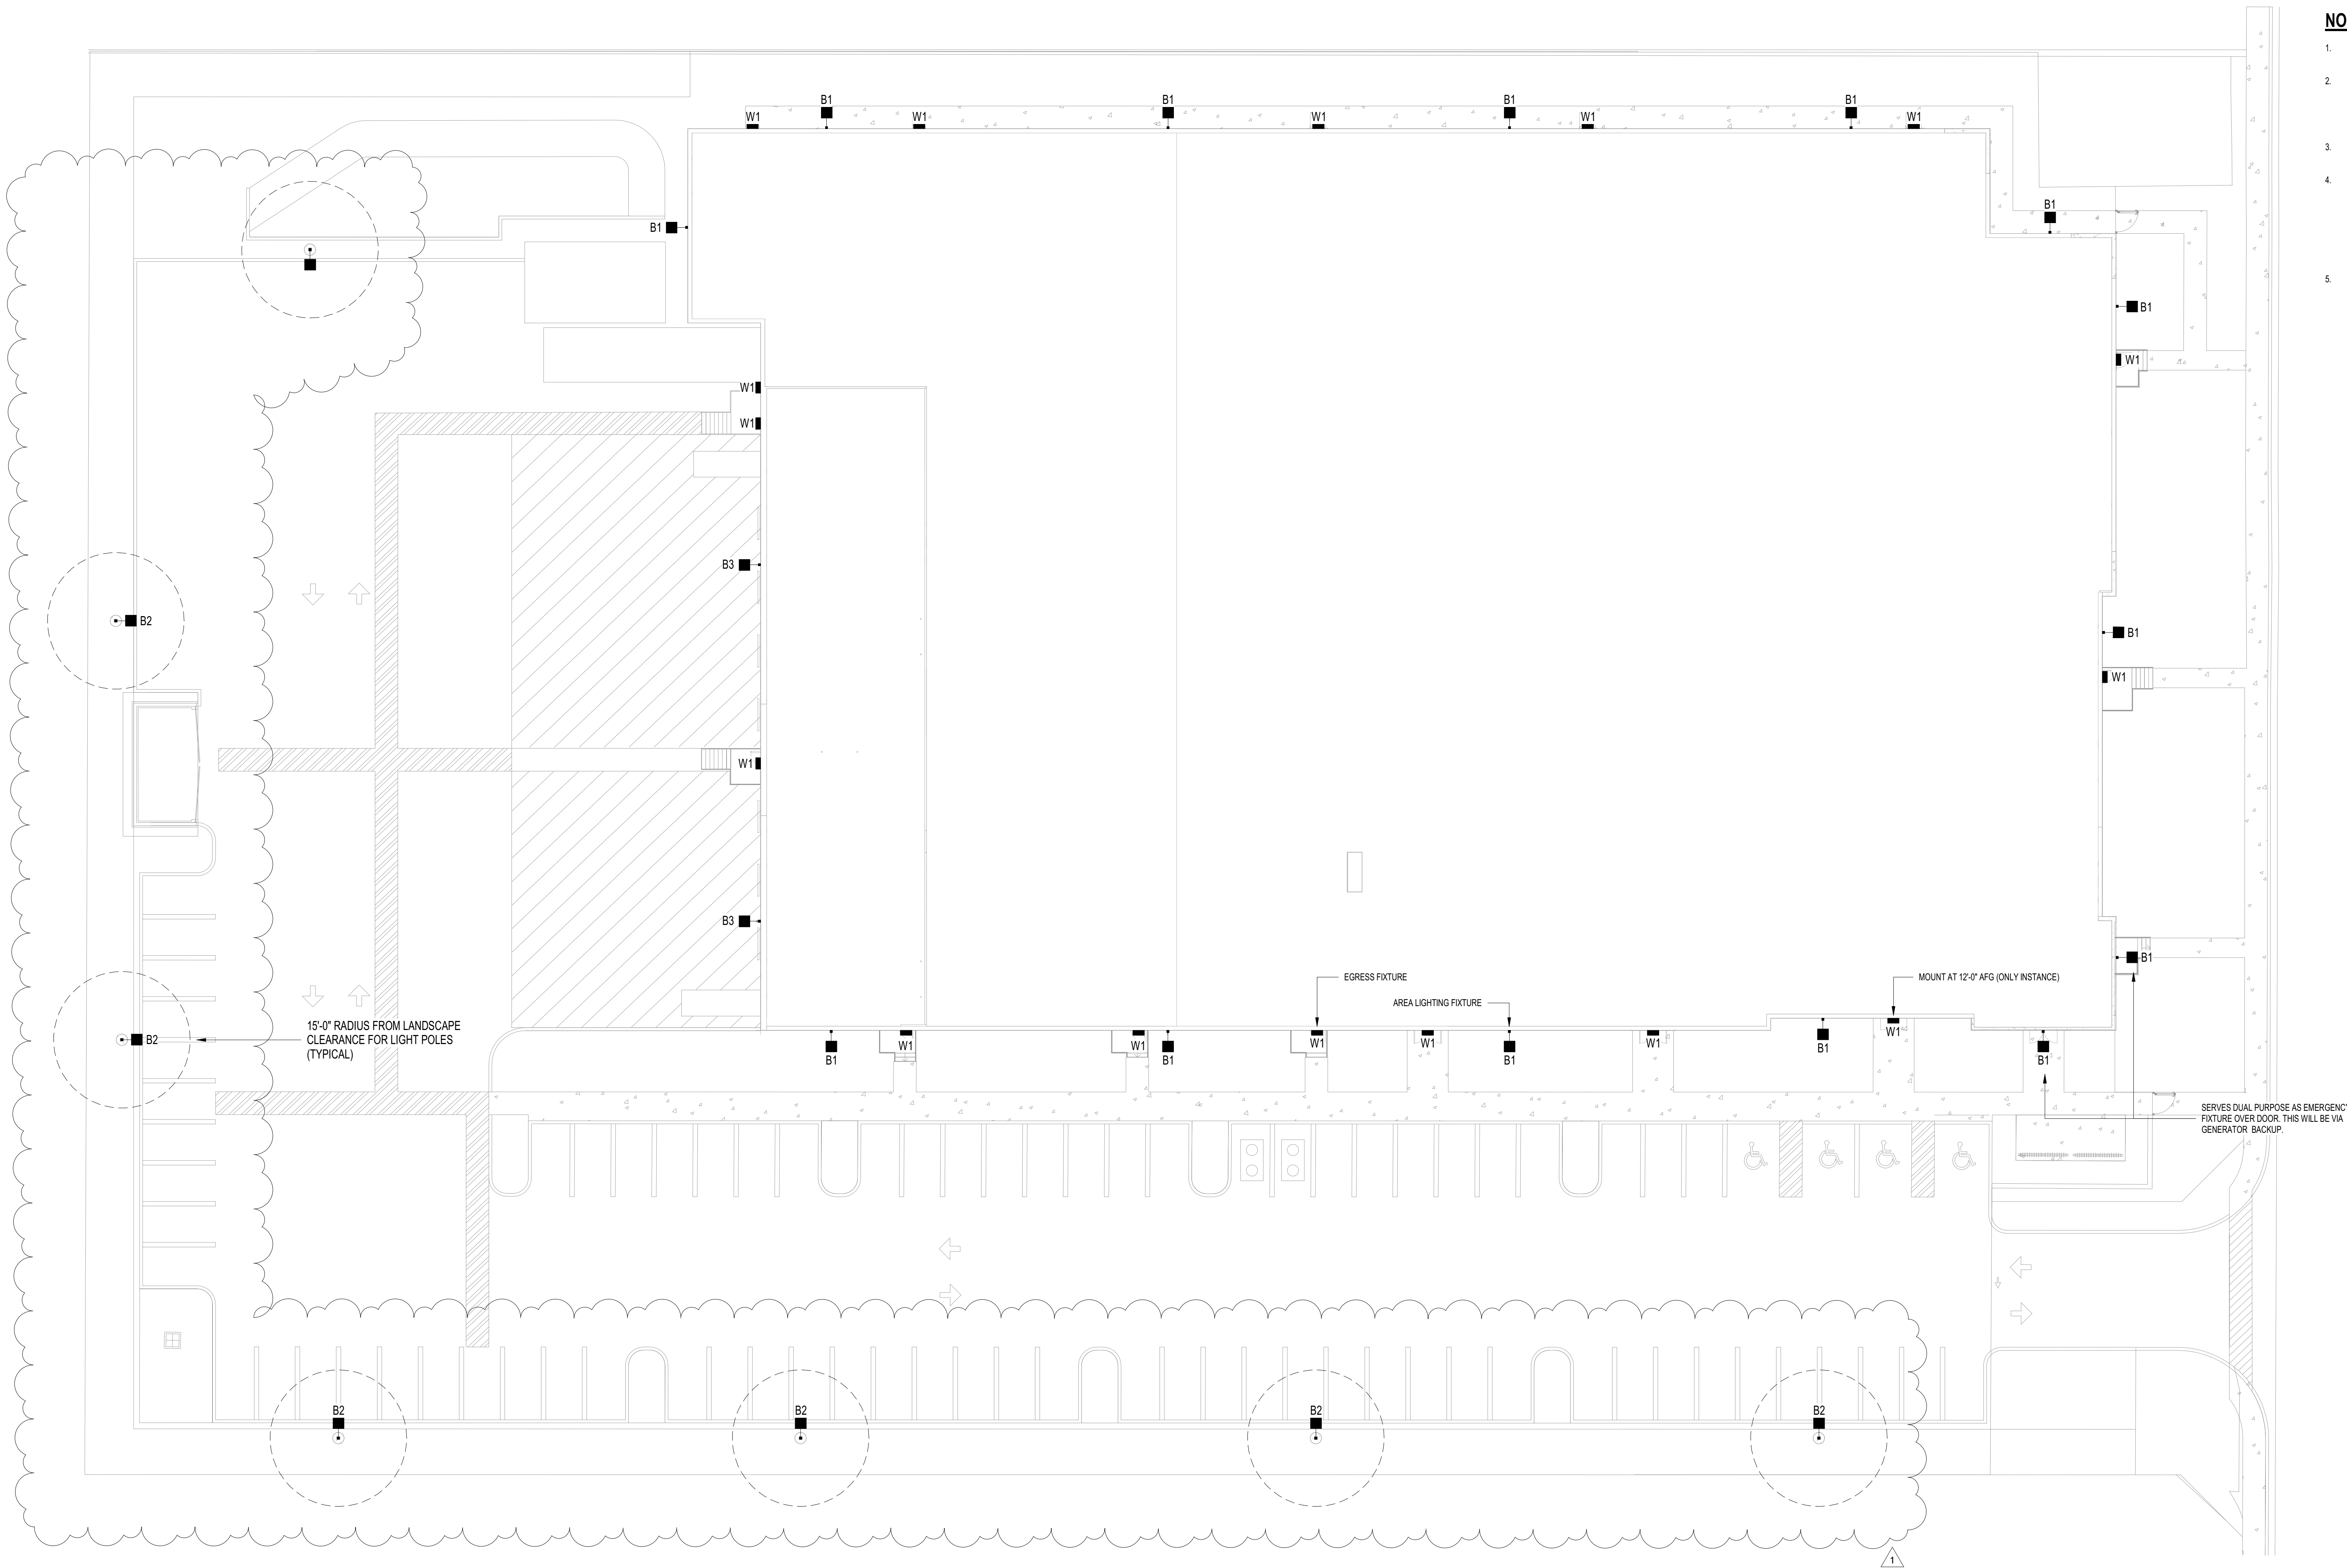 NO
1.
2.
3.
4.
5.
B1
B1
B1
B1
W1
W1
W1
W1
W1
B1
B1
B1
W1
W1
W1
B3
B2
B1
W1
W1
B3
B1
EGRESS FIXTURE
MOUNT AT 12'-0" AFG (ONLY INSTANCE)
AREA LIGHTING FIXTURE
15'-0" RADIUS FROM LANDSCAPE
CLEARANCE FOR LIGHT POLES
(TYPICAL)
B2
W1
W1
W1
W1
W1
W1
B1
B1
B1
B1
B1
SERVES DUAL PURPOSE AS EMERGENC
FIXTURE OVER DOOR. THIS WILL BE VIA
GENERATOR BACKUP.
B2
B2
B2
B2
1